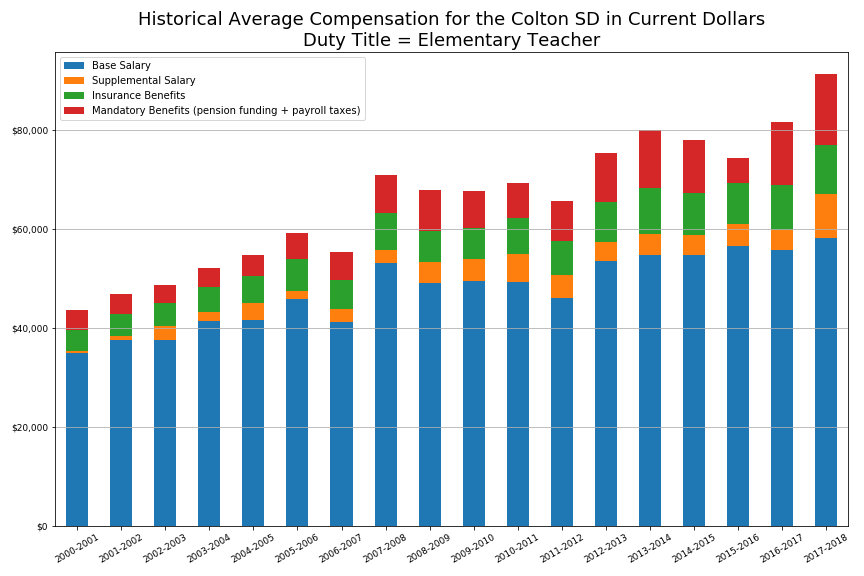 Historical Average Compensation for the Colton SD in Current Dollars
Duty Title = Elementary Teacher
Base Salary
Supplemental Salary
Insurance Benefits
Mandatory Benefits (pension funding + payroll taxes)
$80,000
$60,000
$40,000
$20,000
$0
2000-2001 2001-2002 2002-2003 2003-2004 2004-2005 2005-2006 2006-2007 2007-2008 2008-2009 2009-2010 2010-2011 2011-2012 2012-2013 2013-2014 2014-2015 2015-2016 2016-2017 2017-2018